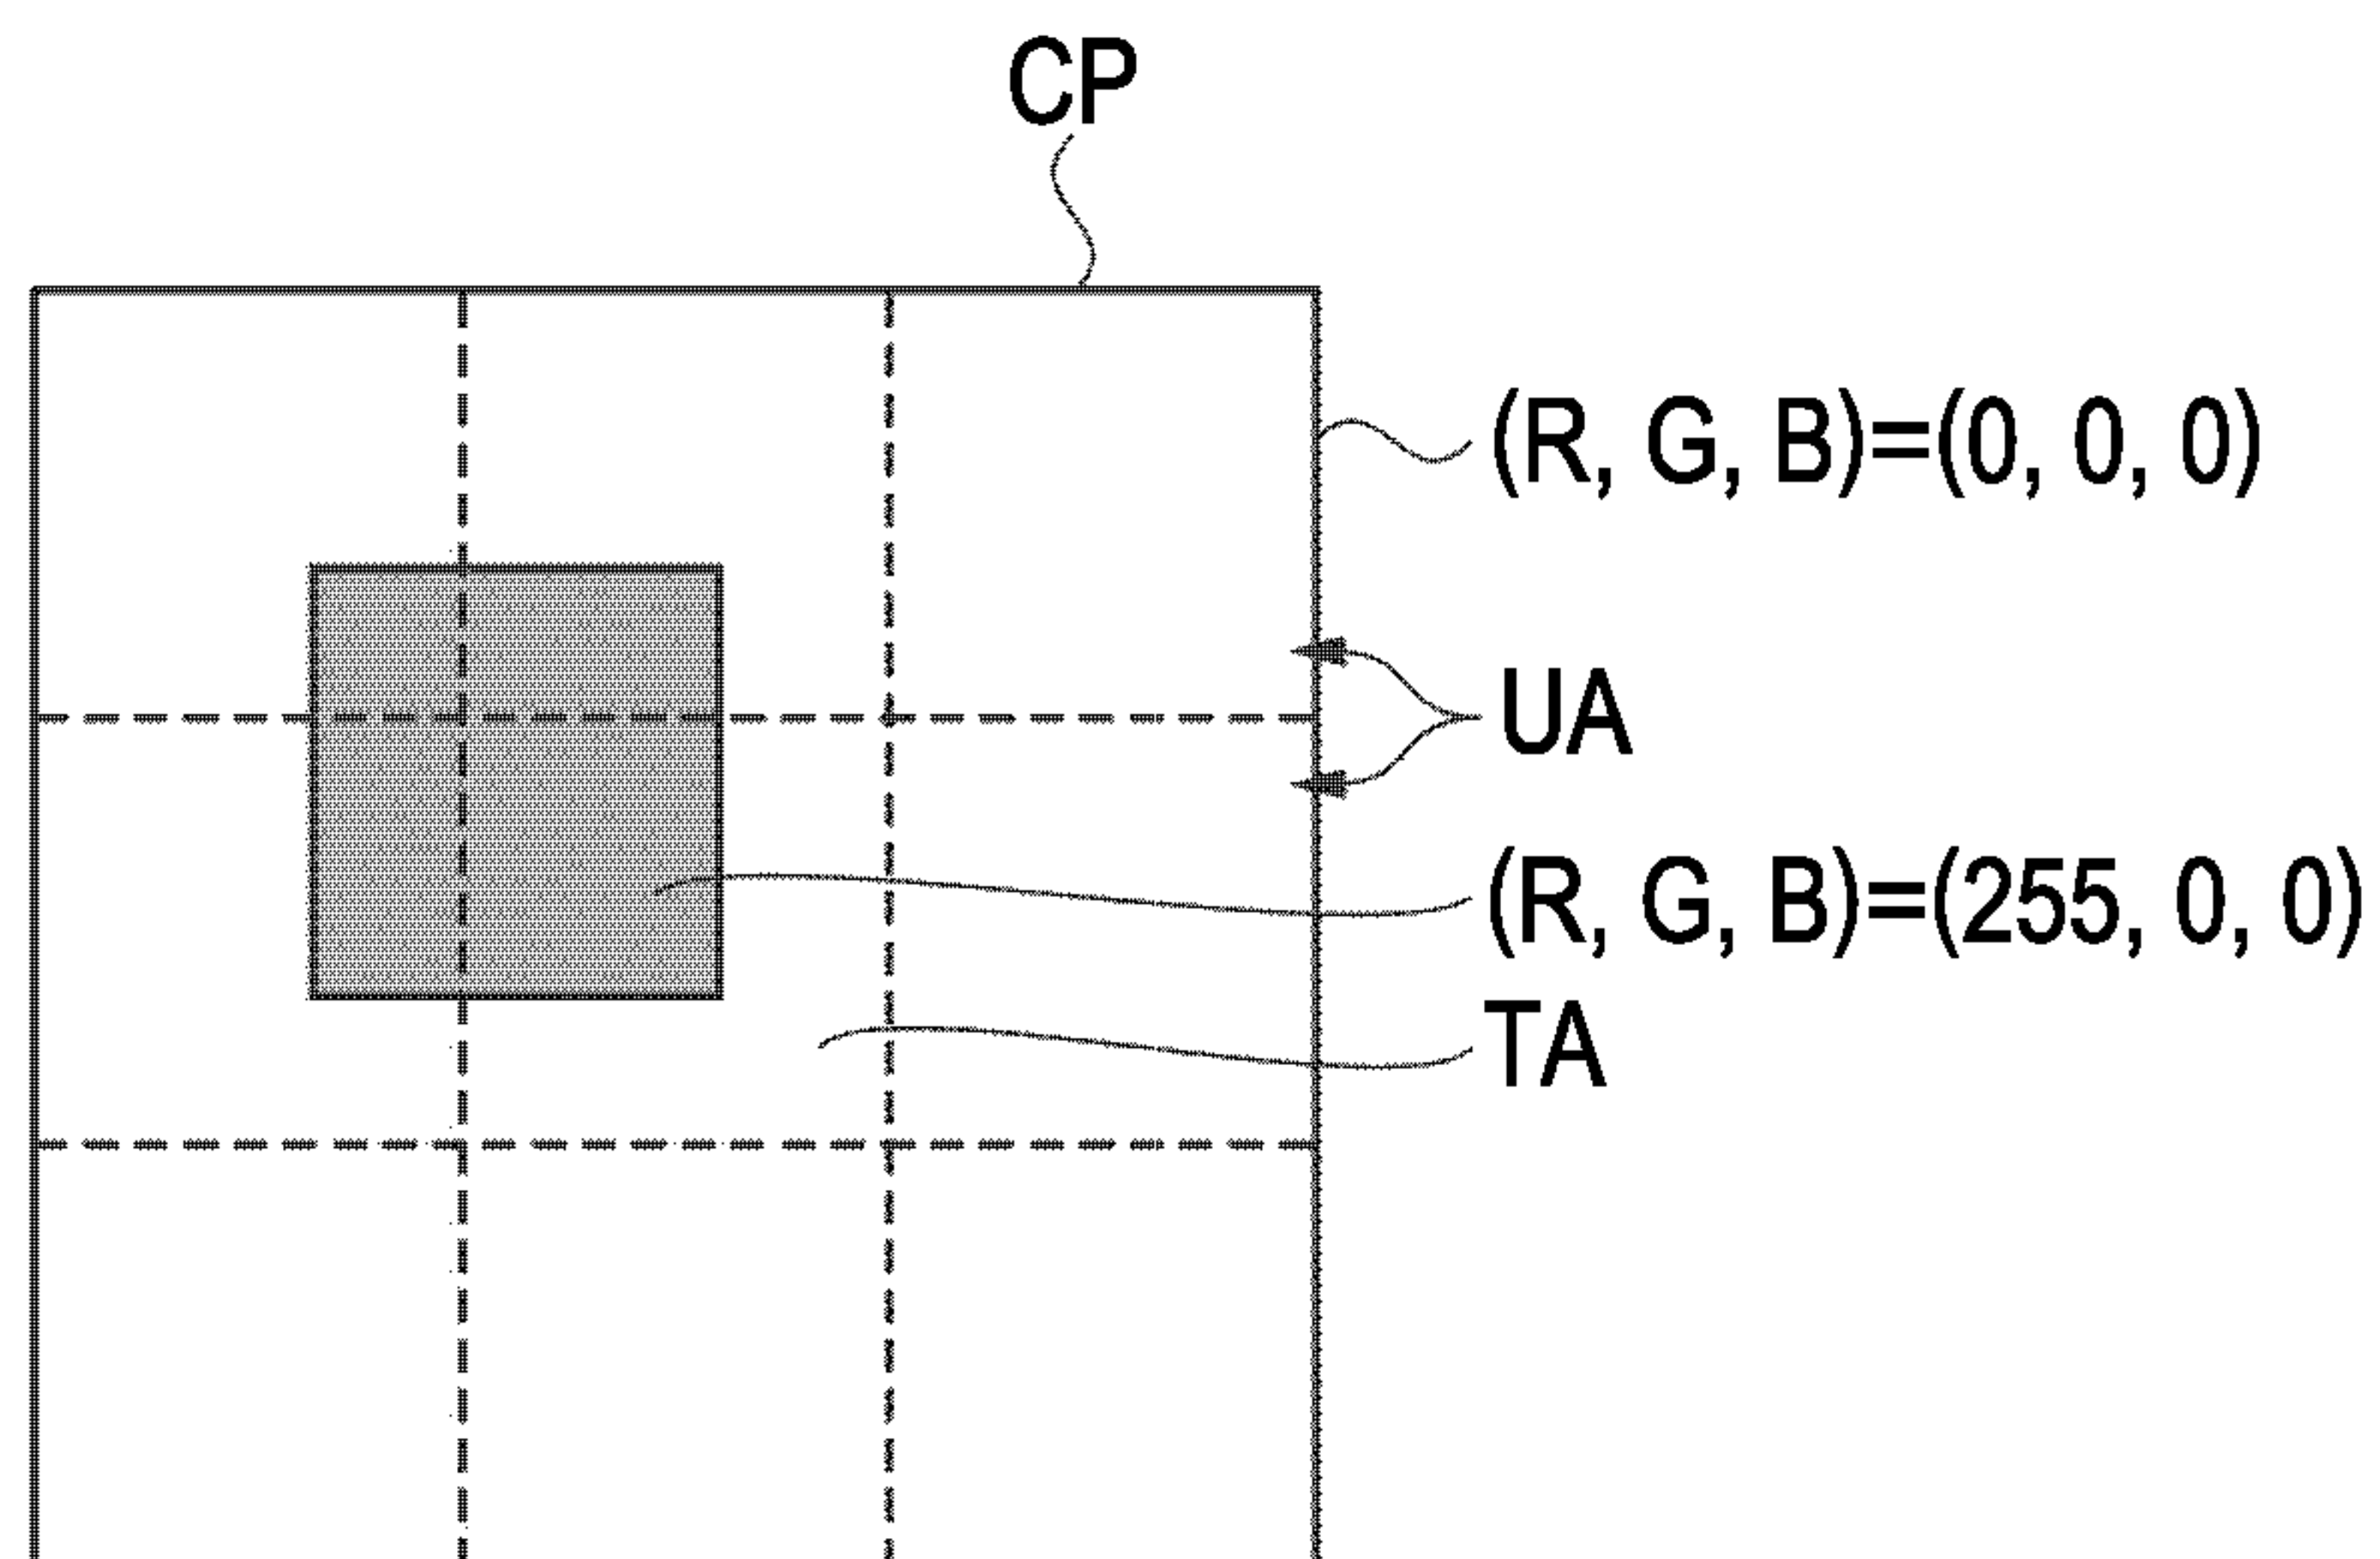 CP
(R, G, B)=(0, 0, 0)
UA
(R, G, B)=(255, 0, 0)
TA